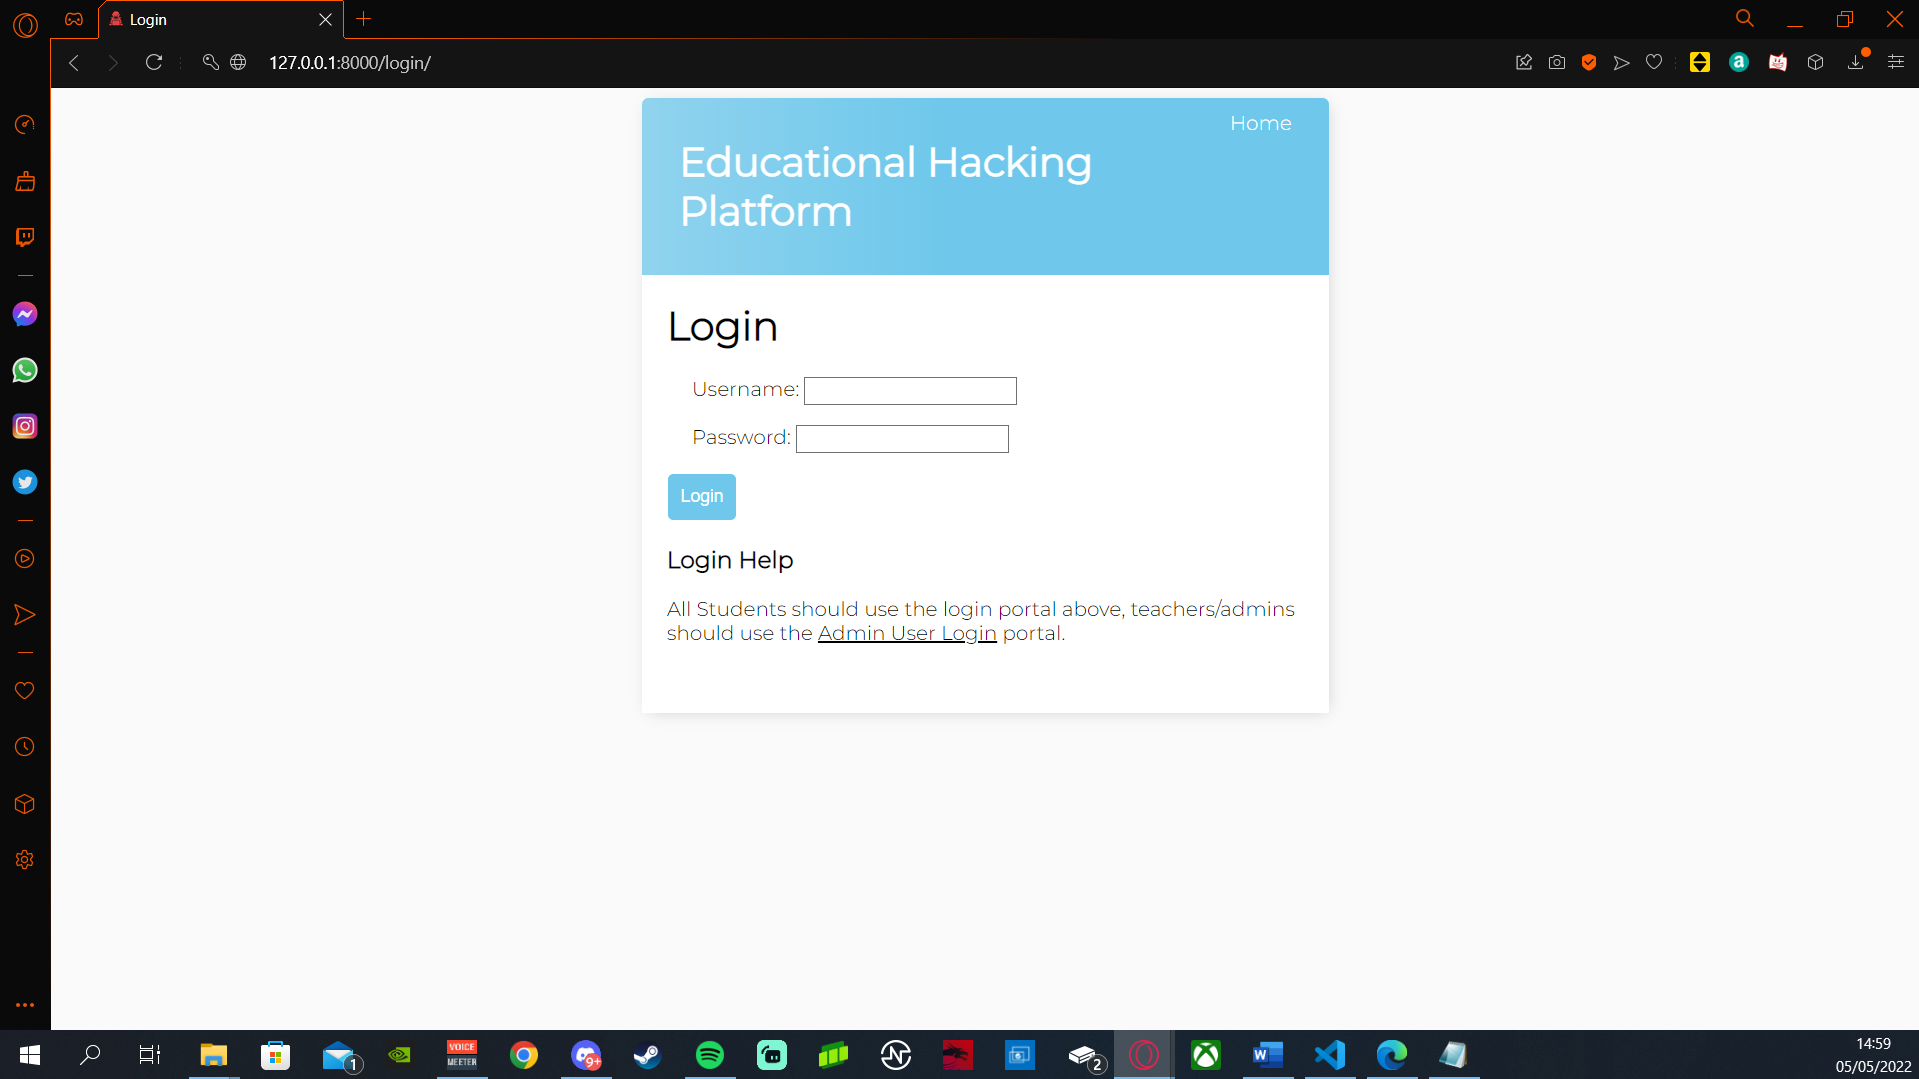 Login
127.0.0.1:8000/login/
Home
Educational Hacking
Platform
Login
Username:
Password:
Login
Login Help
All Students should use the login portal above, teachers/admins
should use the Admin User Login portal.
a
1
VOICE
MEETER
9+
2
W
14:59
05/05/2022